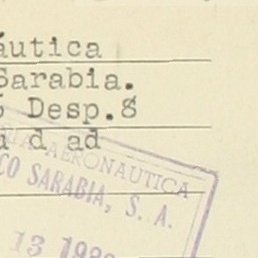 áutica
Sarabia.
Desp.8
d ad
AERONAUTICA
CO SARABIA, S. A.
13